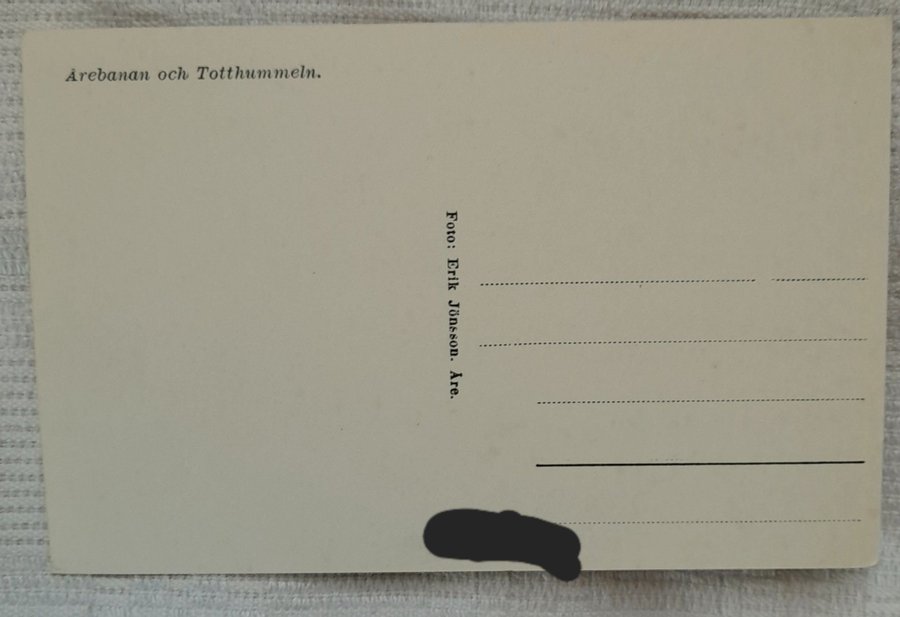 Årebanan och Totthummeln.
Foto: Erik Jönsson. Åre.